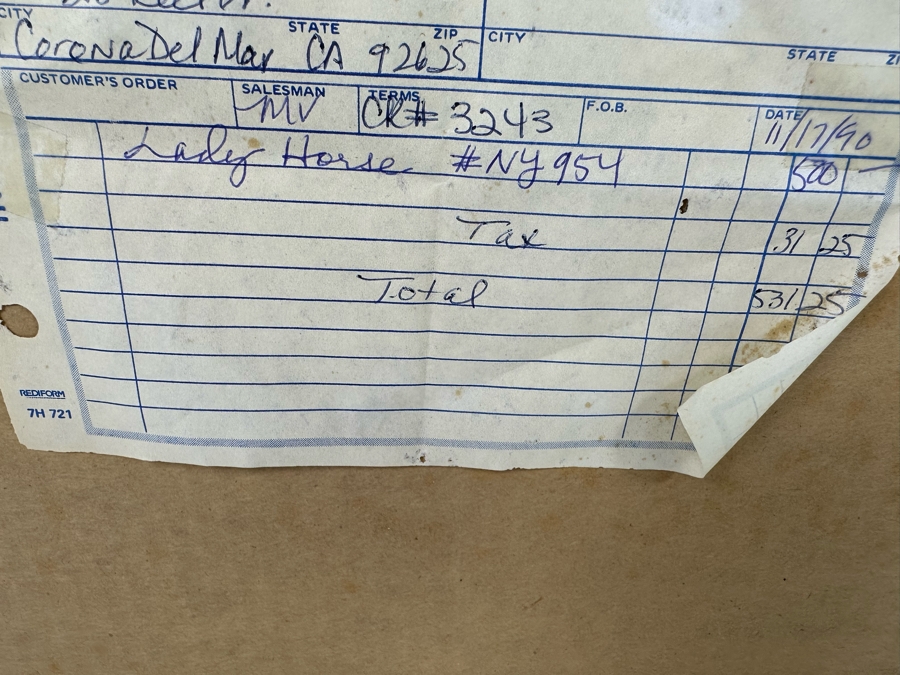 CITY STATE ZIP CITY STATE
Corona Del Mar CA 92625
CUSTOMER'S ORDER SALESMAN TERMS F.O.B. DATE
MV CK# 3243 11/17/90
Lady Horse #NY954 500 —
Tax 31 25
Total 531 25
REDIFORM
7H 721